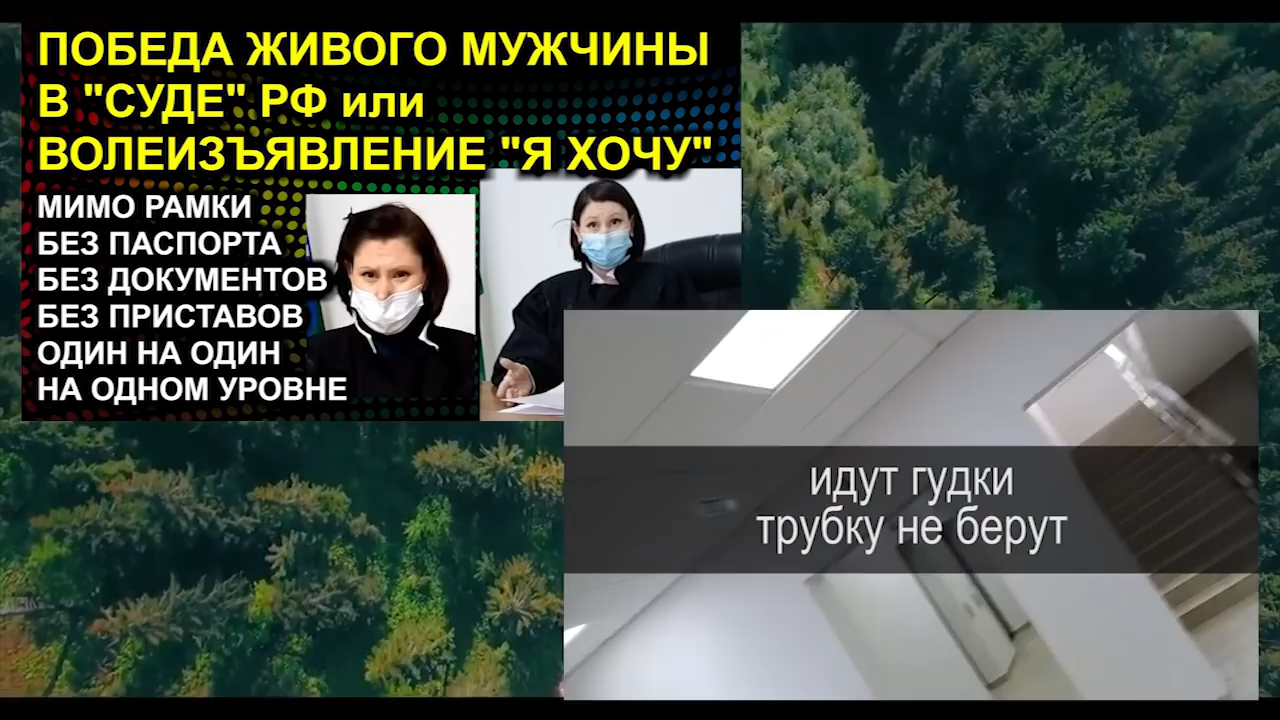 ПОБЕДА ЖИВОГО МУЖЧИНЫ
В "СУДЕ" РФ или
ВОЛЕИЗЪЯВЛЕНИЕ "Я ХОЧУ"
МИМО РАМКИ
БЕЗ ПАСПОРТА
БЕЗ ДОКУМЕНТОВ
БЕЗ ПРИСТАВОВ
ОДИН НА ОДИН
НА ОДНОМ УРОВНЕ
идут гудки
трубку не берут